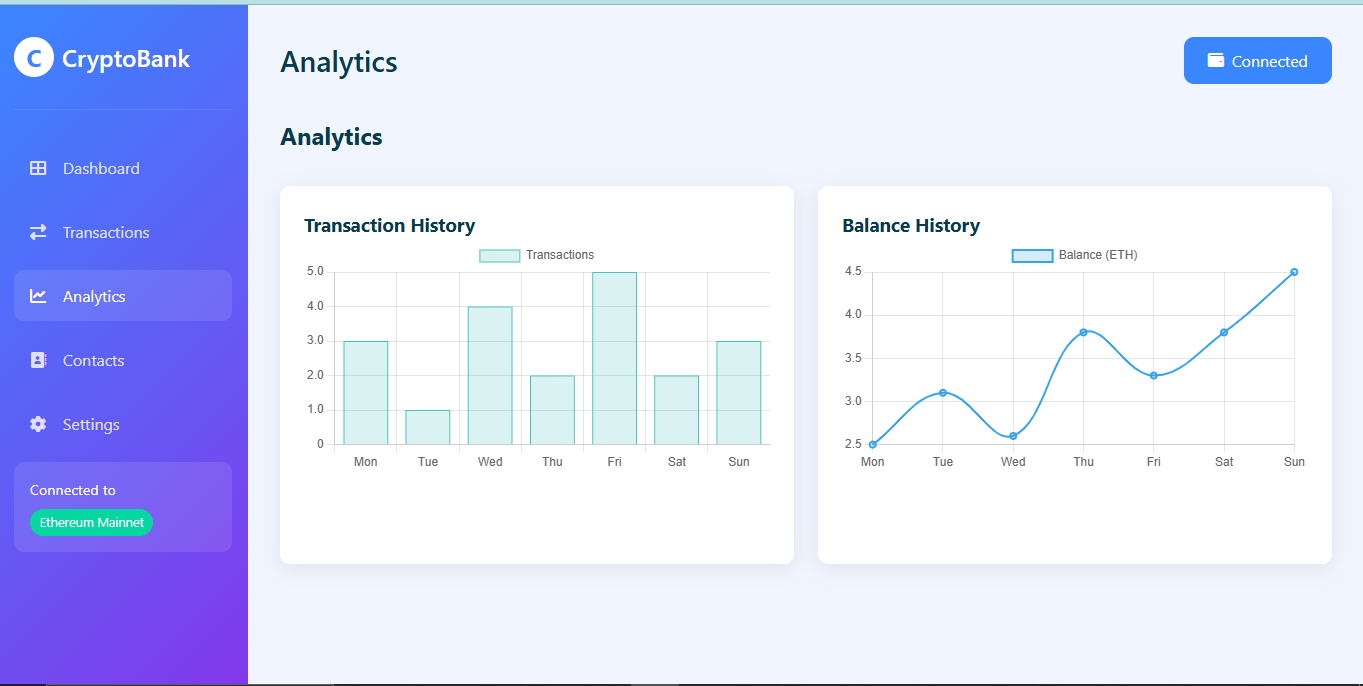 C CryptoBank
Dashboard
Transactions
Analytics
Contacts
Settings
Connected to
Ethereum Mainnet
Analytics
Connected
Analytics
Transaction History
Transactions
5.0
4.0
3.0
2.0
1.0
0
Mon Tue Wed Thu Fri Sat Sun
Balance History
Balance (ETH)
4.5
4.0
3.5
3.0
2.5
Mon Tue Wed Thu Fri Sat Sun